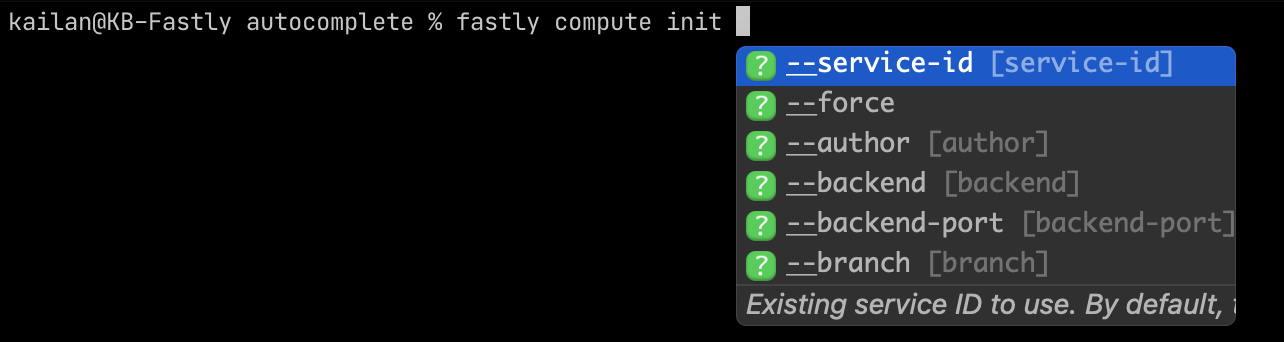 kailan@KB-Fastly autocomplete % fastly compute init
? --service-id [service-id]
? --force
? --author [author]
? --backend [backend]
? --backend-port [backend-port]
? --branch [branch]
Existing service ID to use. By default,